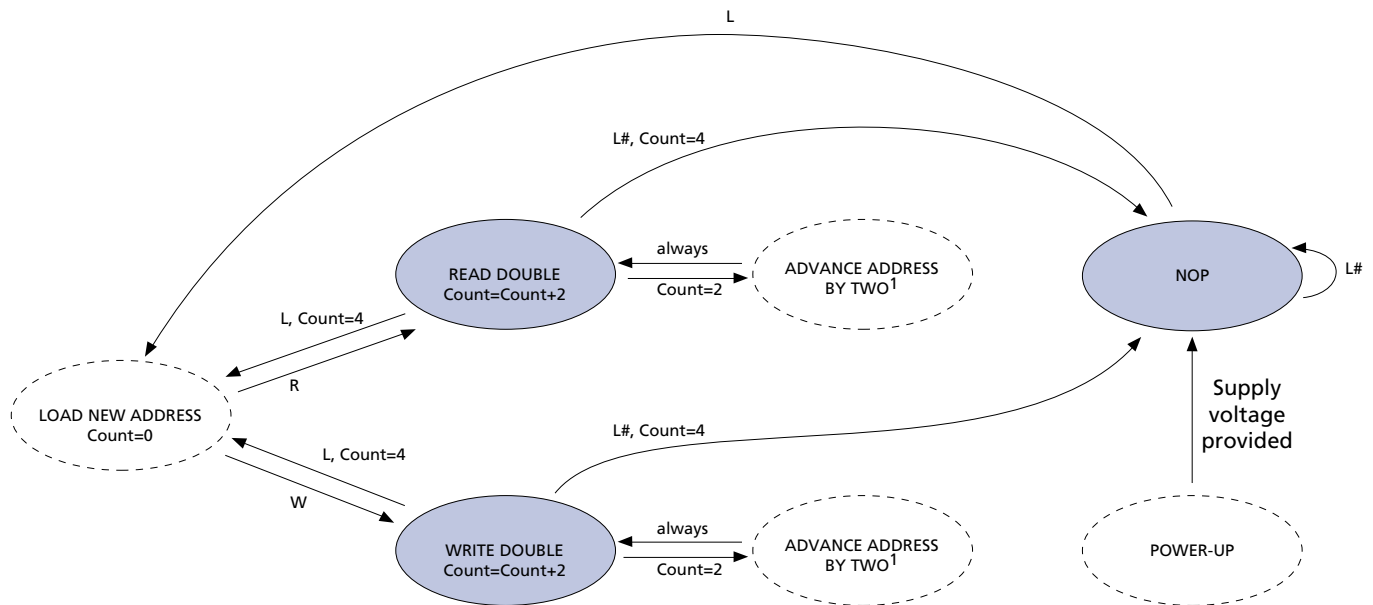 L
L#, Count=4
READ DOUBLE
Count=Count+2
always
Count=2
ADVANCE ADDRESS
BY TWO1
NOP
L#
L, Count=4
R
LOAD NEW ADDRESS
Count=0
L, Count=4
W
L#, Count=4
Supply
voltage
provided
WRITE DOUBLE
Count=Count+2
always
Count=2
ADVANCE ADDRESS
BY TWO1
POWER-UP